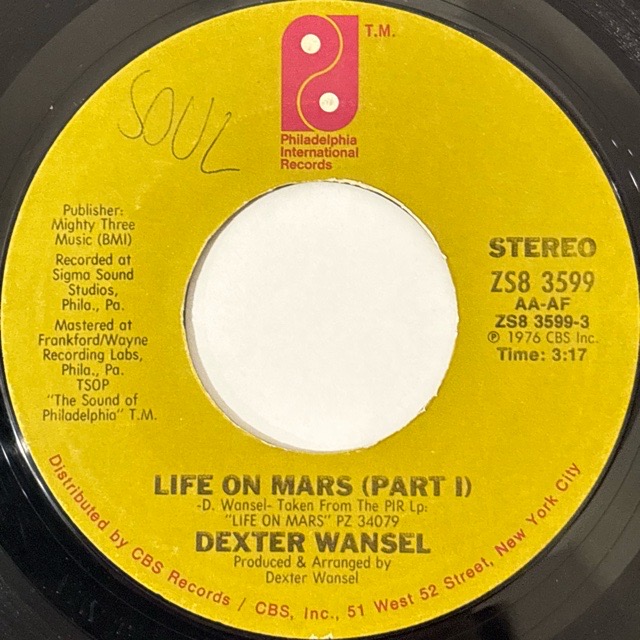 T.M.
SOUL
Philadelphia
International
Records
Publisher:
Mighty Three
Music (BMI)
Recorded at
Sigma Sound
Studios,
Phila., Pa.
Mastered at
Frankford/Wayne
Recording Labs,
Phila., Pa.
TSOP
"The Sound of
Philadelphia" T.M.
STEREO
ZS8 3599
AA-AF
ZS8 3599-3
℗ 1976 CBS Inc.
Time: 3:17
LIFE ON MARS (PART I)
-D. Wansel- Taken From The PIR Lp:
"LIFE ON MARS" PZ 34079
DEXTER WANSEL
Produced & Arranged by
Dexter Wansel
Distributed by CBS Records / CBS, Inc., 51 West 52 Street, New York City